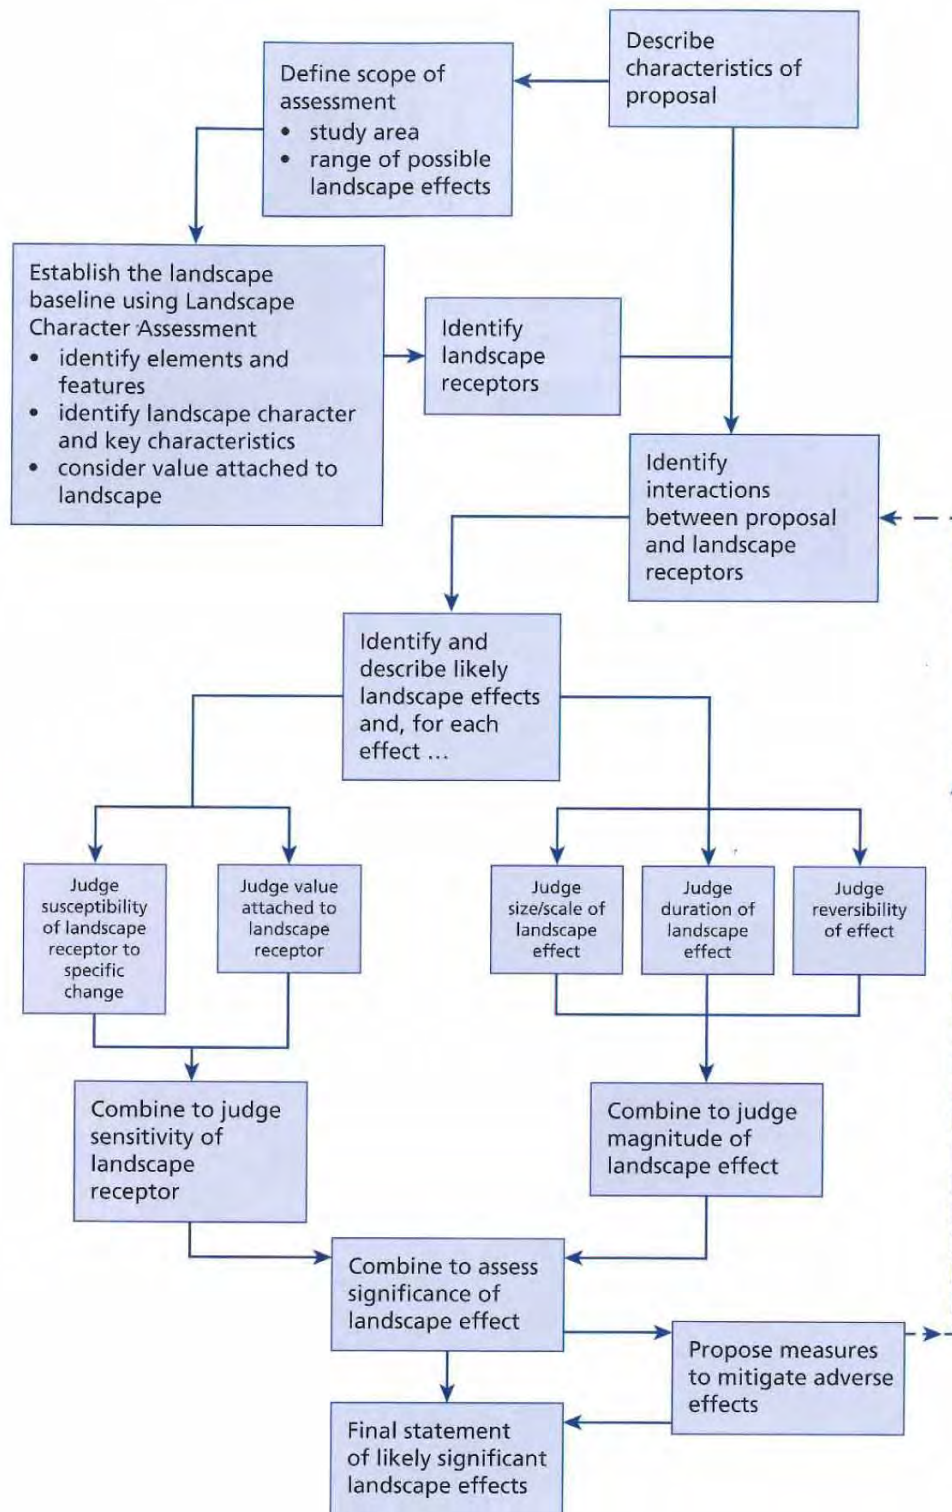 Describe
characteristics of
proposal
Define scope of
assessment
• study area
• range of possible
landscape effects
Establish the landscape
baseline using Landscape
Character Assessment
• identify elements and
features
• identify landscape character
and key characteristics
• consider value attached to
landscape
Identify
landscape
receptors
Identify
interactions
between proposal
and landscape
receptors
Identify and
describe likely
landscape effects
and, for each
effect ...
Judge
susceptibility
of landscape
receptor to
specific
change
Judge value
attached to
landscape
receptor
Judge
size/scale of
landscape
effect
Judge
duration of
landscape
effect
Judge
reversibility
of effect
Combine to judge
sensitivity of
landscape
receptor
Combine to judge
magnitude of
landscape effect
Combine to assess
significance of
landscape effect
Propose measures
to mitigate adverse
effects
Final statement
of likely significant
landscape effects